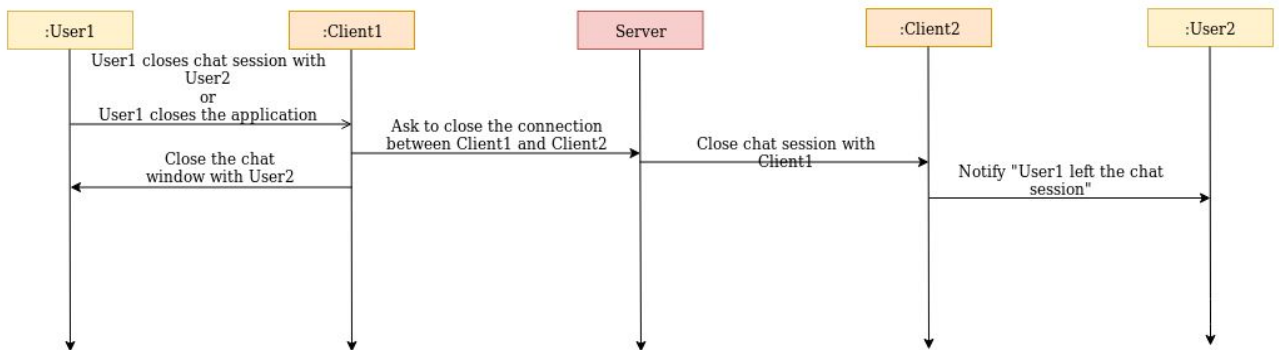 :User1
:Client1
Server
:Client2
:User2
User1 closes chat session with
User2
or
User1 closes the application
Ask to close the connection
between Client1 and Client2
Close chat session with
Client1
Close the chat
window with User2
Notify "User1 left the chat
session"